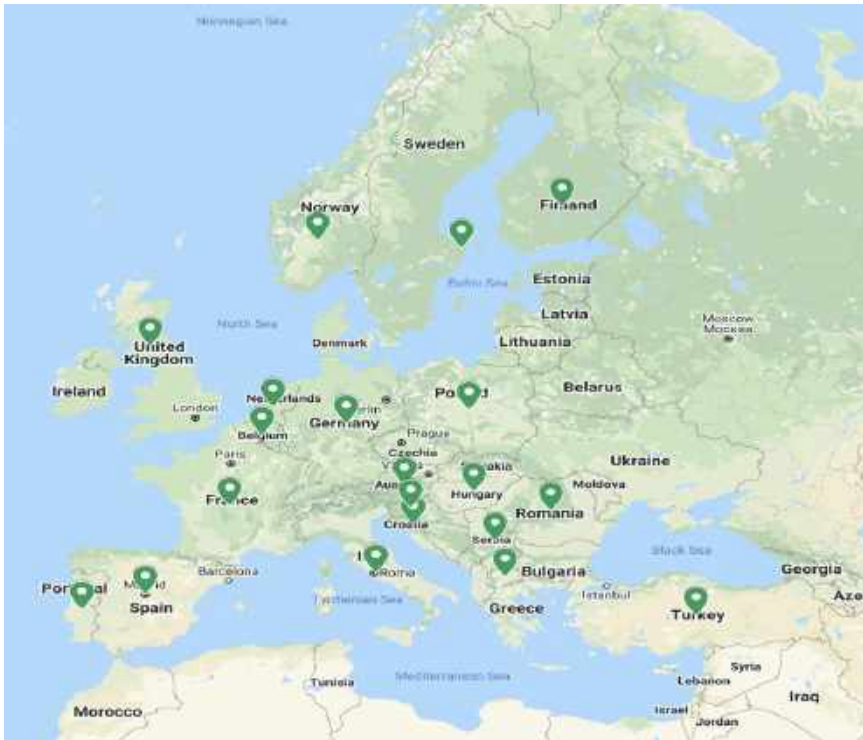 Norwegian Sea
Sweden
Norway
Finland
Estonia
Baltic Sea
Latvia
Moscow
Москва
Lithuania
North Sea
United
Kingdom
Denmark
Ireland
Netherlands
Belarus
London
Germany
Belgium
Prague
Paris
Czechia
Ukraine
Hungary
Moldova
France
Romania
Croatia
Serbia
Black Sea
Barcelona
Roma
Bulgaria
Georgia
Aze
Madrid
Spain
Istanbul
Tyrrhenian Sea
Greece
Turkey
Syria
Mediterranean Sea
Lebanon
Tunisia
Iraq
Morocco
Israel
Jordan